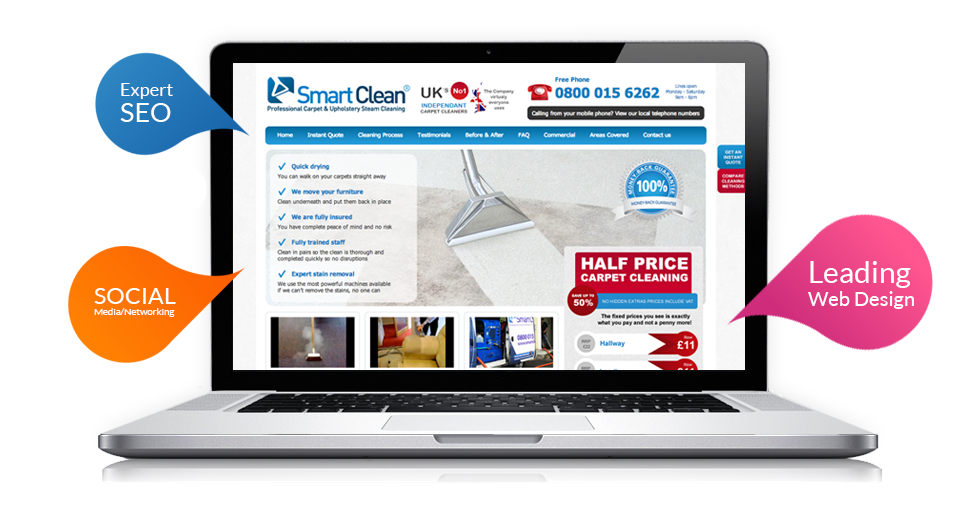 Expert
SEO
SOCIAL
Media/Networking
Leading
Web Design
Smart Clean®
Professional Carpet & Upholstery Steam Cleaning
UK's No1
INDEPENDANT
CARPET CLEANERS
The Company
virtually
everyone
uses
Free Phone
0800 015 6262
Lines open
Monday - Saturday
9am - 6pm
Calling from your mobile phone? View our local telephone numbers
Home Instant Quote Cleaning Process Testimonials Before & After FAQ Commercial Areas Covered Contact us
GET AN
INSTANT
QUOTE
COMPARE
CLEANING
METHODS
Quick drying
You can walk on your carpets straight away
We move your furniture
Clean underneath and put them back in place
We are fully insured
You have complete peace of mind and no risk
Fully trained staff
Clean in pairs so the clean is thorough and
completed quickly so no disruptions
Expert stain removal
We use the most powerful machines available
if we can't remove the stains, no one can
MONEY-BACK GUARANTEE
100%
MONEY-BACK GUARANTEE
HALF PRICE
CARPET CLEANING
SAVE UP TO
50%
NO HIDDEN EXTRAS PRICES INCLUDE VAT
The fixed prices you see is exactly
what you pay and not a penny more!
RRP
Hallway
Now
£11
0800 015